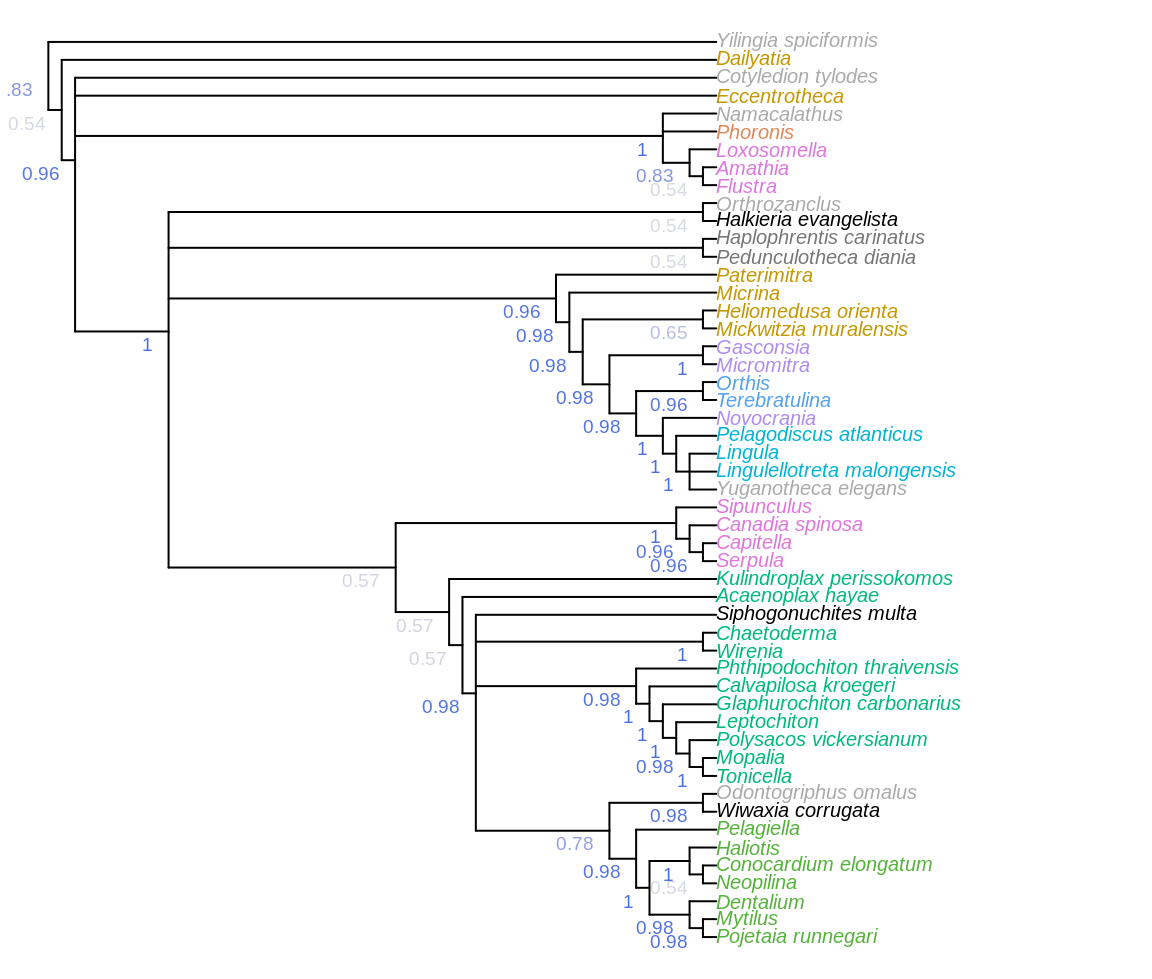 Yilingia spiciformis
Dailyatia
Cotyledion tylodes
.83
Eccentrotheca
Namacalathus
0.54
Phoronis
1
Loxosomella
0.96
Amathia
0.83
Flustra
0.54
Orthrozanclus
Halkieria evangelista
0.54
Haplophrentis carinatus
Pedunculotheca diania
0.54
Paterimitra
Micrina
Heliomedusa orienta
0.96
Mickwitzia muralensis
0.65
0.98
Gasconsia
1
Micromitra
0.98
1
Orthis
Terebratulina
0.98
0.96
Novocrania
0.98
Pelagodiscus atlanticus
1
Lingula
1
Lingulellotreta malongensis
1
Yuganotheca elegans
Sipunculus
Canadia spinosa
1
Capitella
0.96
Serpula
0.96
Kulindroplax perissokomos
0.57
Acaenoplax hayae
Siphogonuchites multa
0.57
Chaetoderma
Wirenia
1
0.57
Phthipodochiton thraivensis
Calvapilosa kroegeri
0.98
Glaphurochiton carbonarius
0.98
1
Leptochiton
1
Polysacos vickersianum
1
Mopalia
0.98
Tonicella
1
Odontogriphus omalus
Wiwaxia corrugata
0.98
Pelagiella
0.78
Haliotis
Conocardium elongatum
0.98
1
Neopilina
0.54
Dentalium
1
Mytilus
0.98
Pojetaia runnegari
0.98